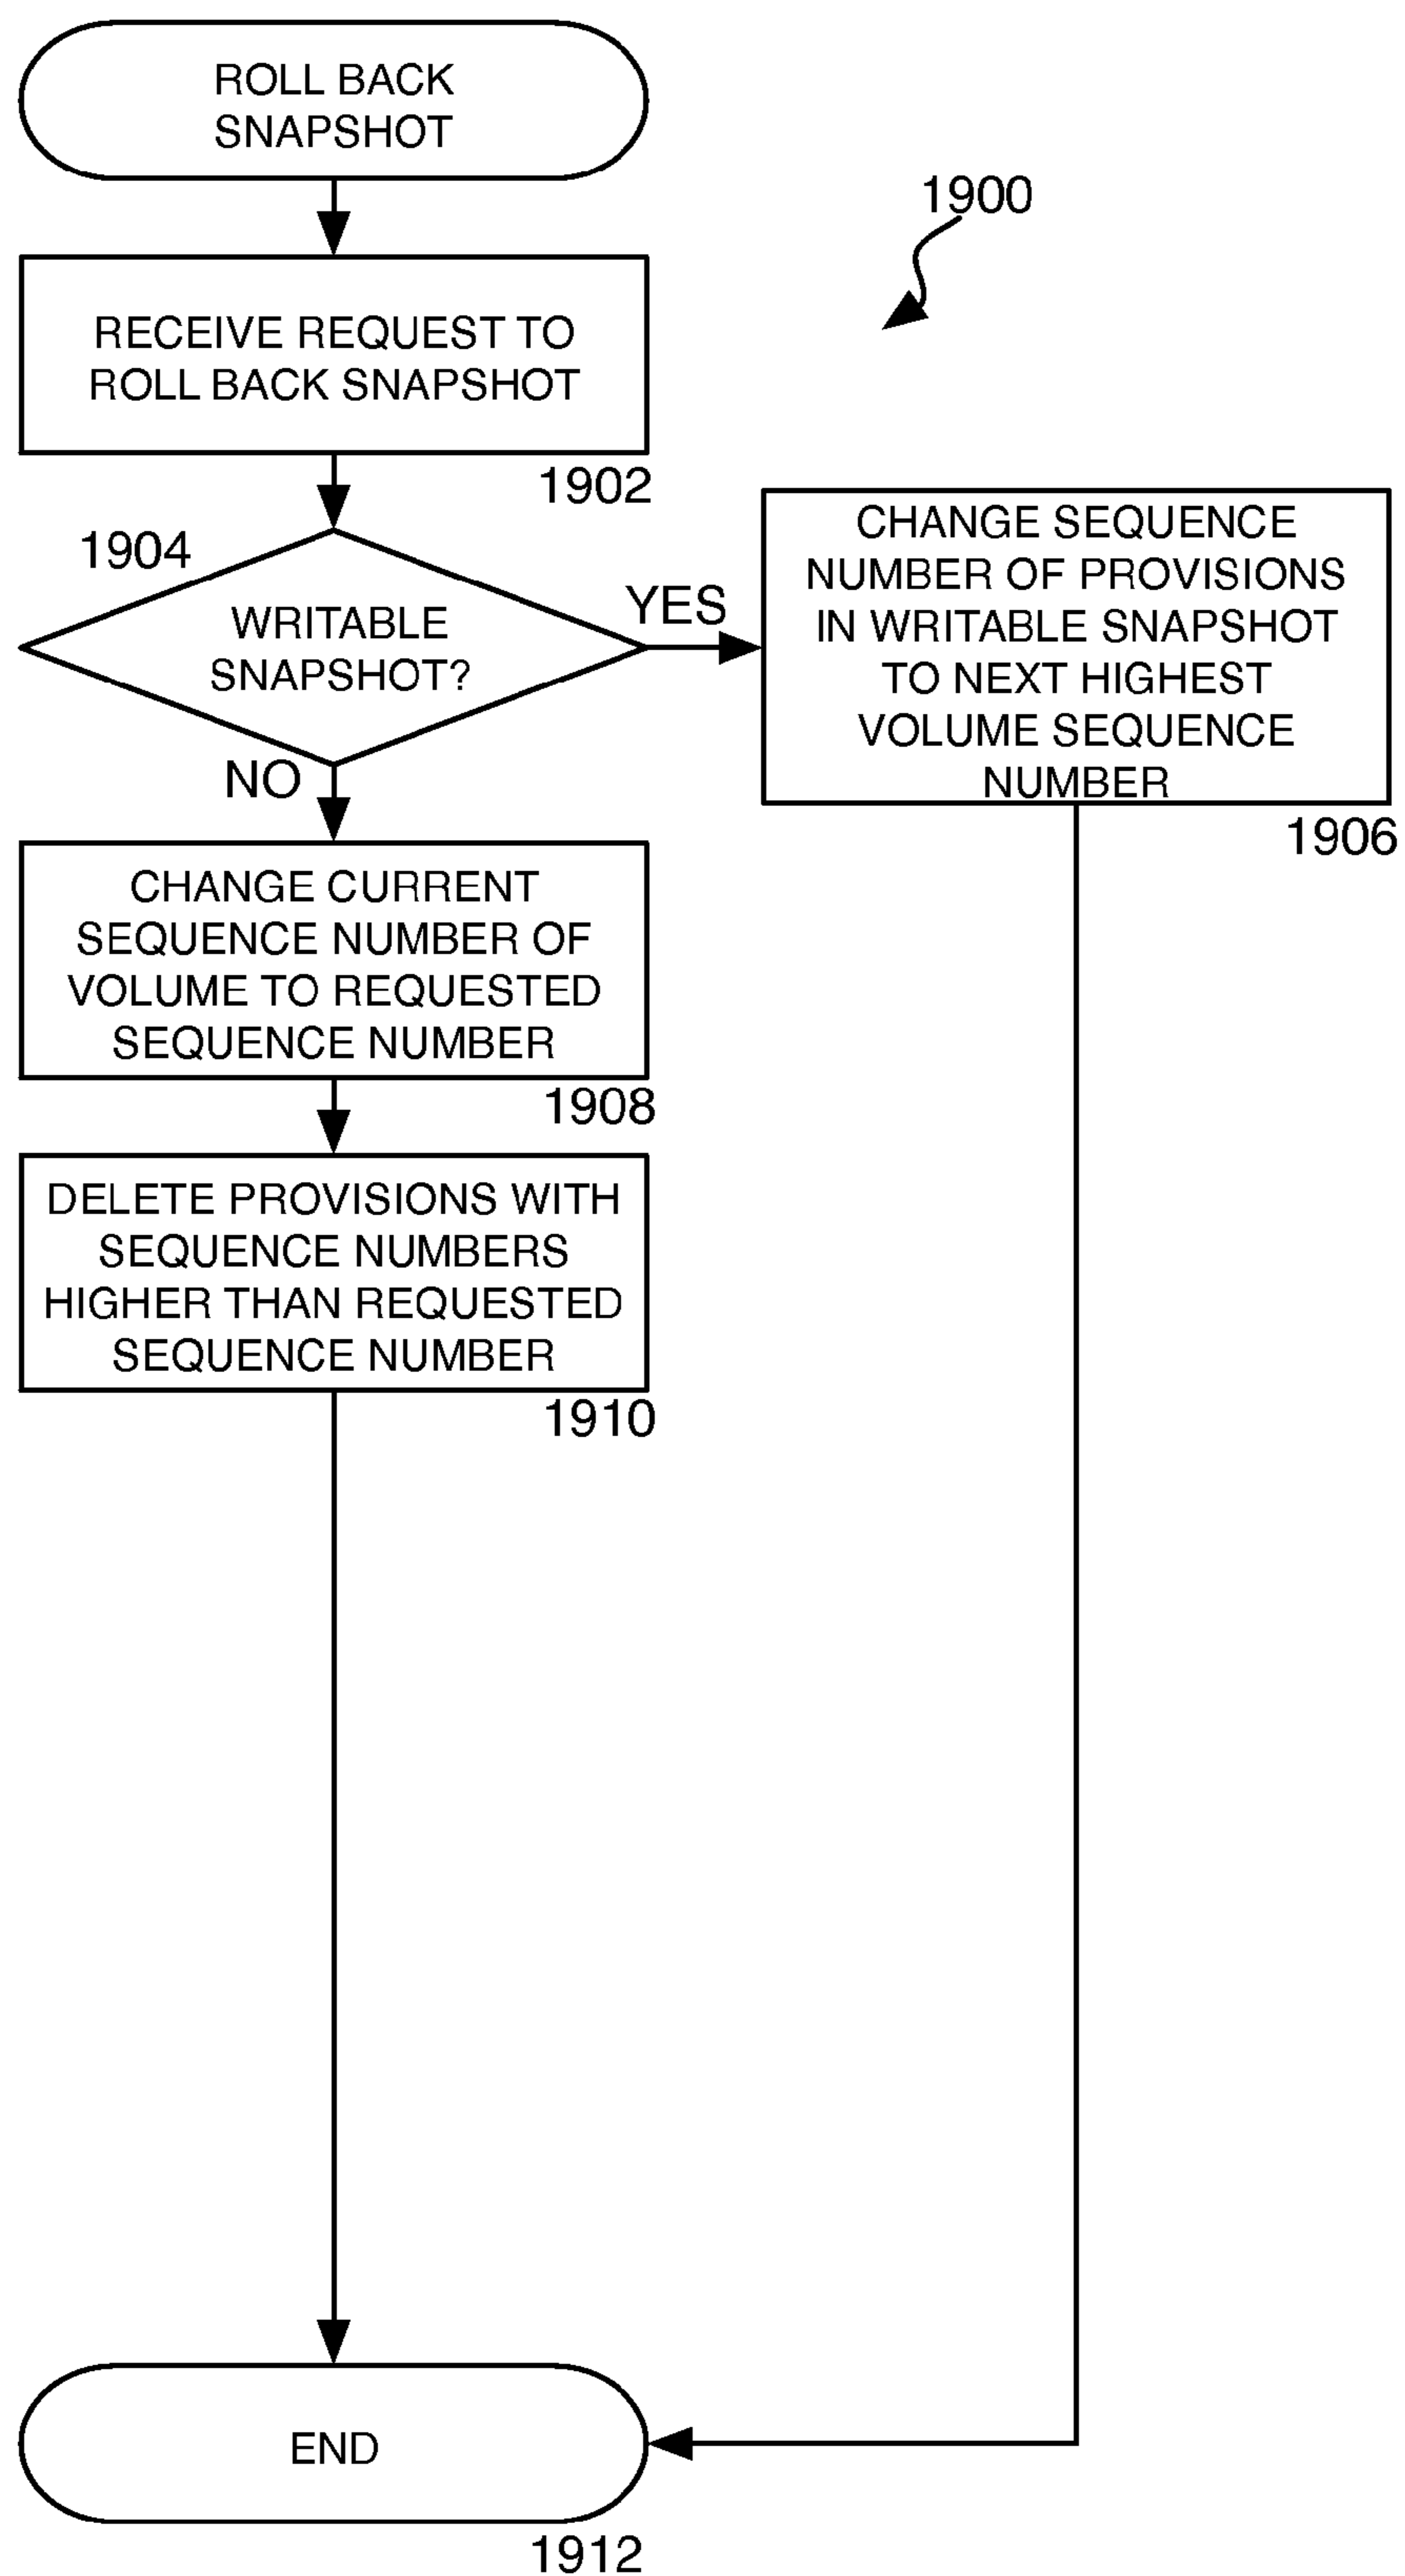 ROLL BACK
SNAPSHOT
1900
RECEIVE REQUEST TO
ROLL BACK SNAPSHOT
1902
1904
WRITABLE
SNAPSHOT?
YES
NO
CHANGE SEQUENCE
NUMBER OF PROVISIONS
IN WRITABLE SNAPSHOT
TO NEXT HIGHEST
VOLUME SEQUENCE
NUMBER
1906
CHANGE CURRENT
SEQUENCE NUMBER OF
VOLUME TO REQUESTED
SEQUENCE NUMBER
1908
DELETE PROVISIONS WITH
SEQUENCE NUMBERS
HIGHER THAN REQUESTED
SEQUENCE NUMBER
1910
END
1912